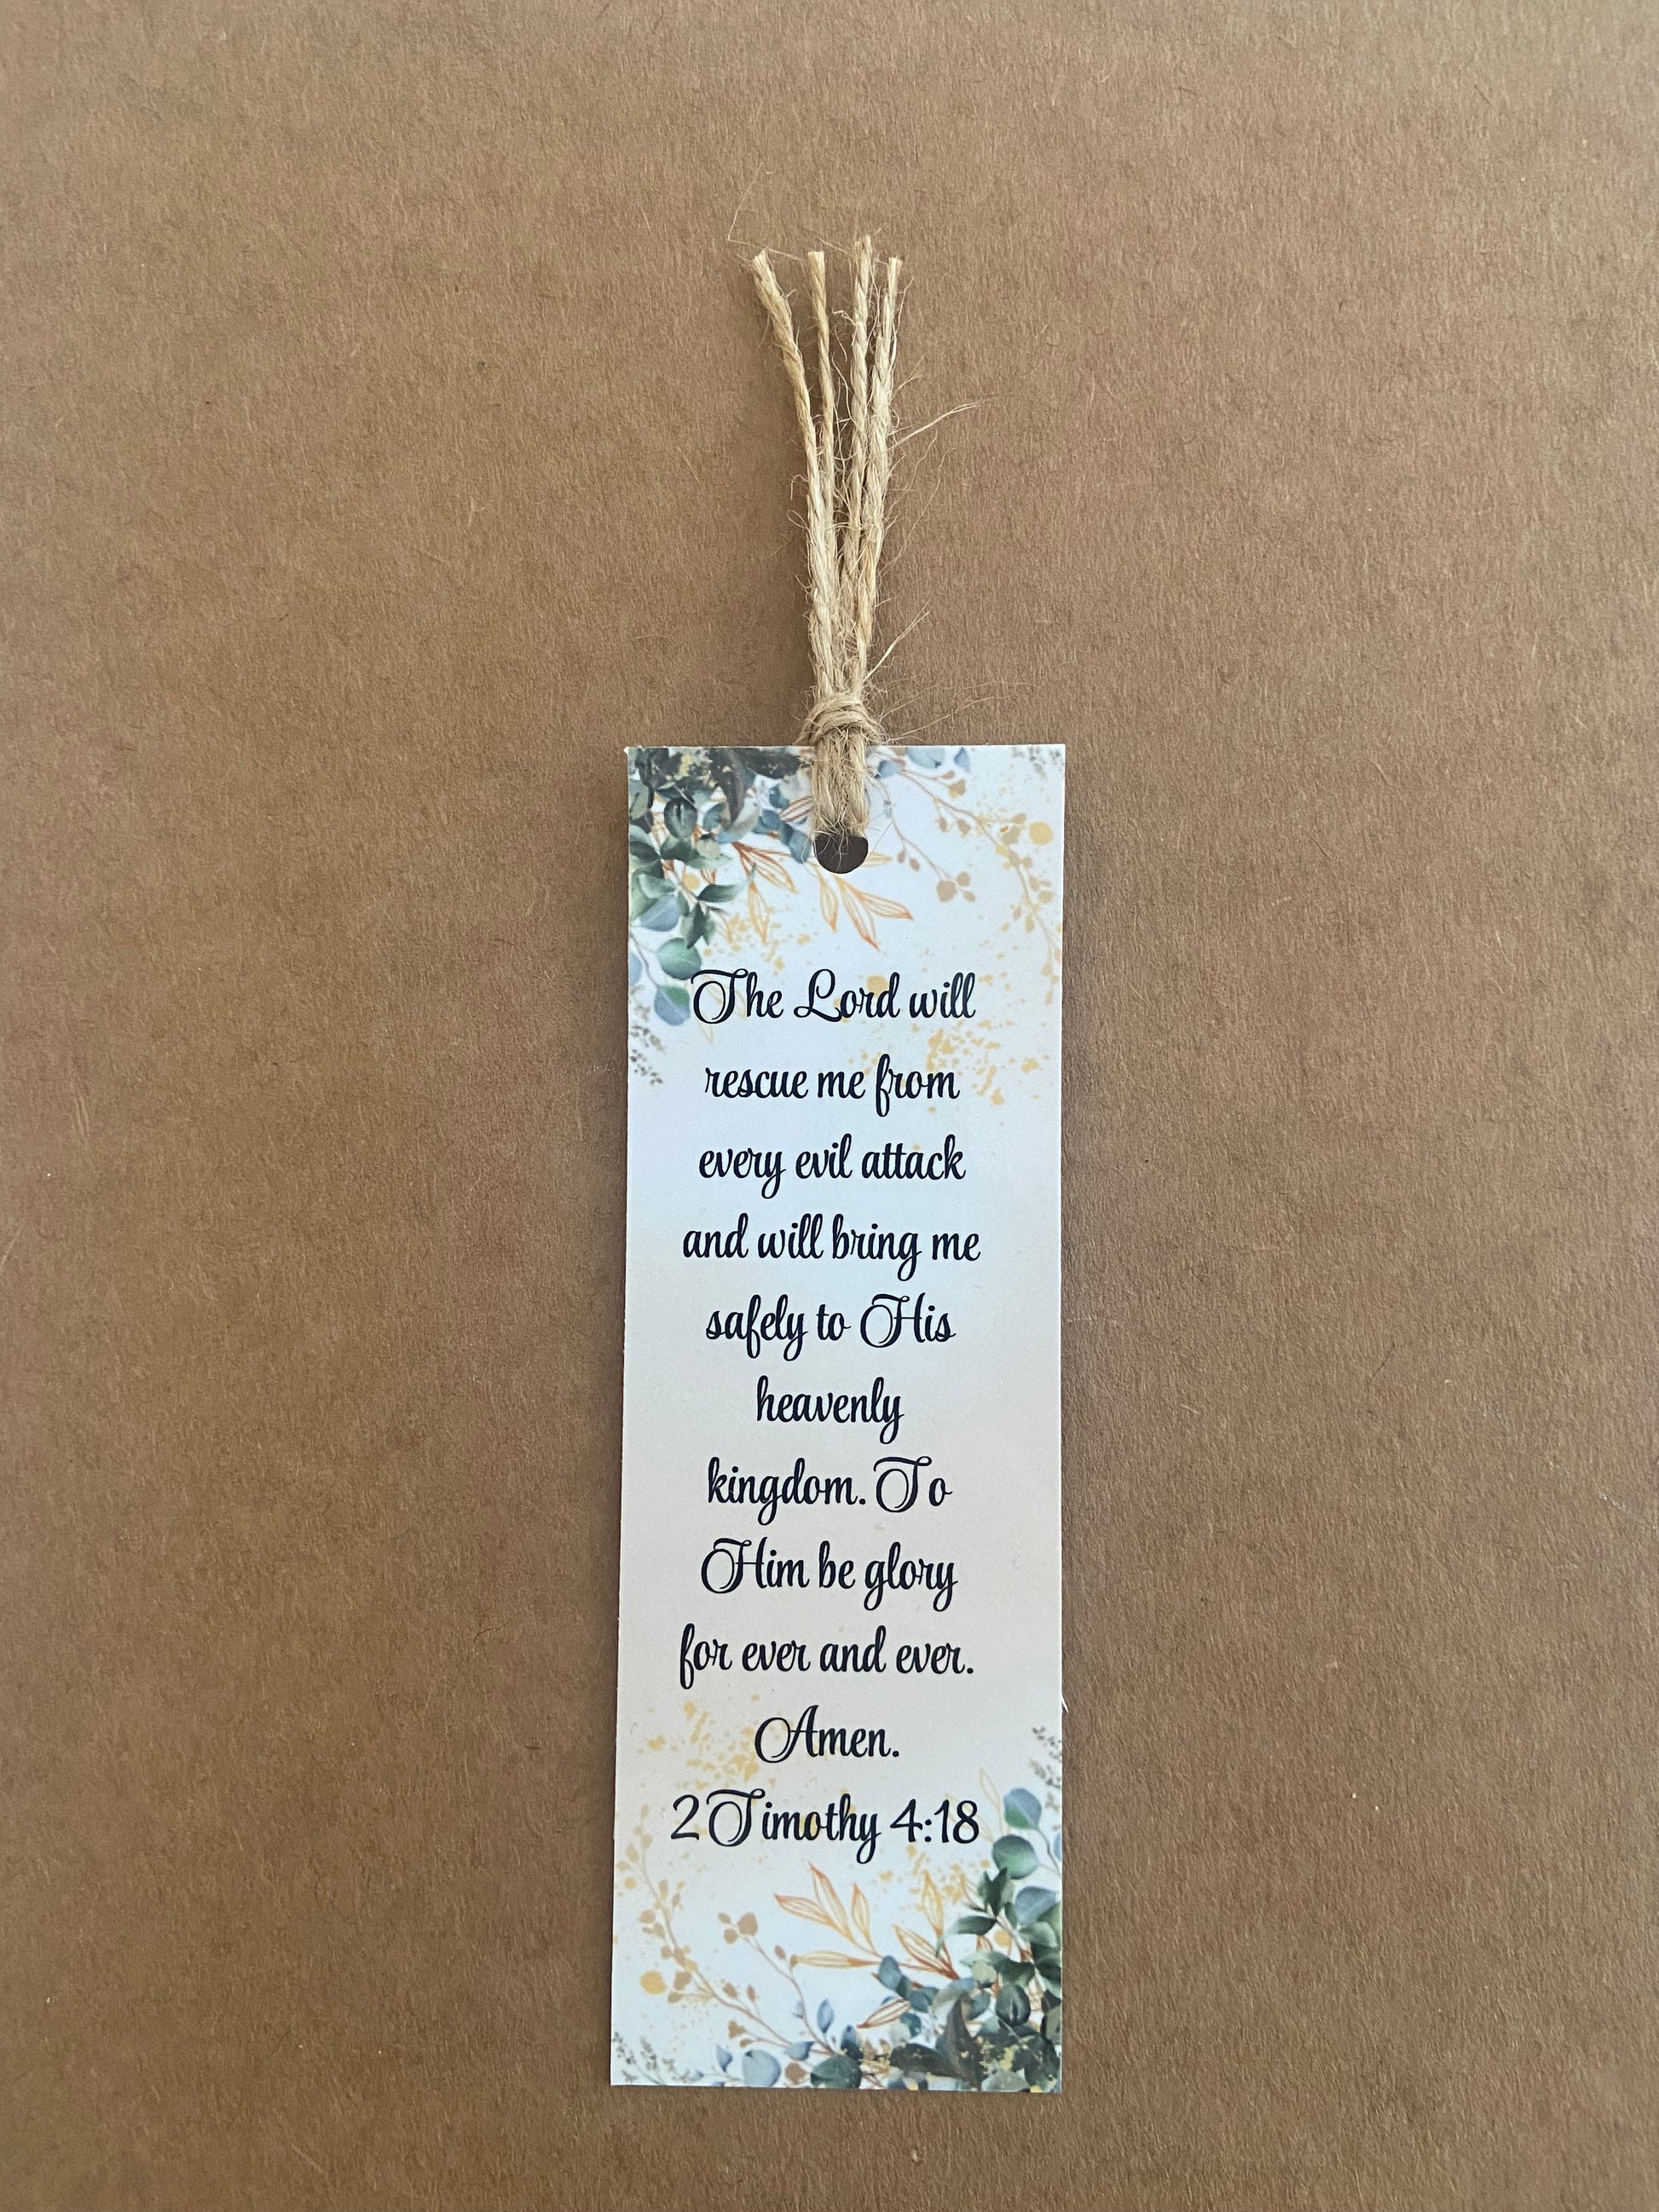 The Lord will
rescue me from
every evil attack
and will bring me
safely to His
heavenly
kingdom. To
Him be glory
for ever and ever.
Amen.
2 Timothy 4:18